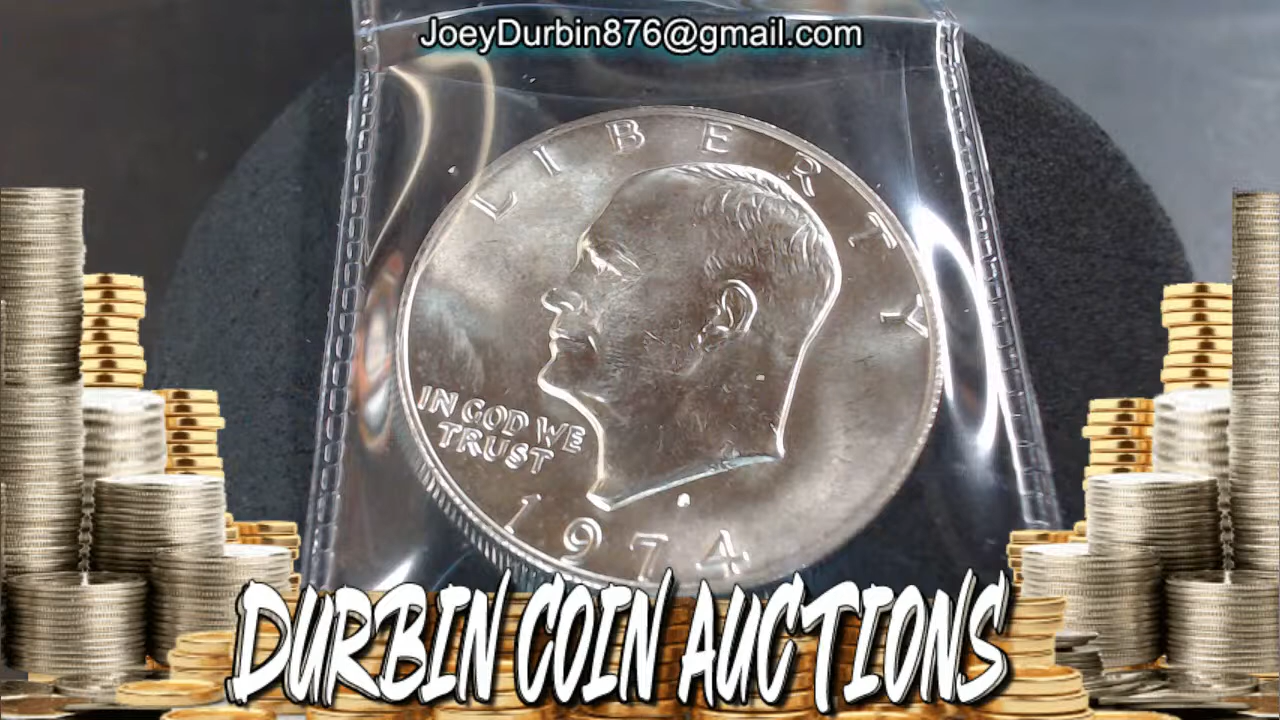 JoeyDurbin876@gmail.com
LIBERTY
IN GOD WE
TRUST
1974
DURBIN COIN AUCTIONS